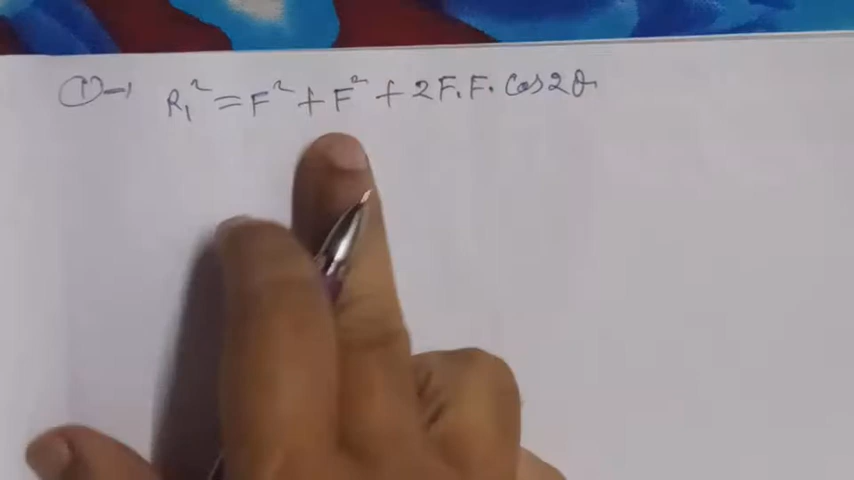 ① → R₁² = F² + F² + 2F.F. Cos2θ